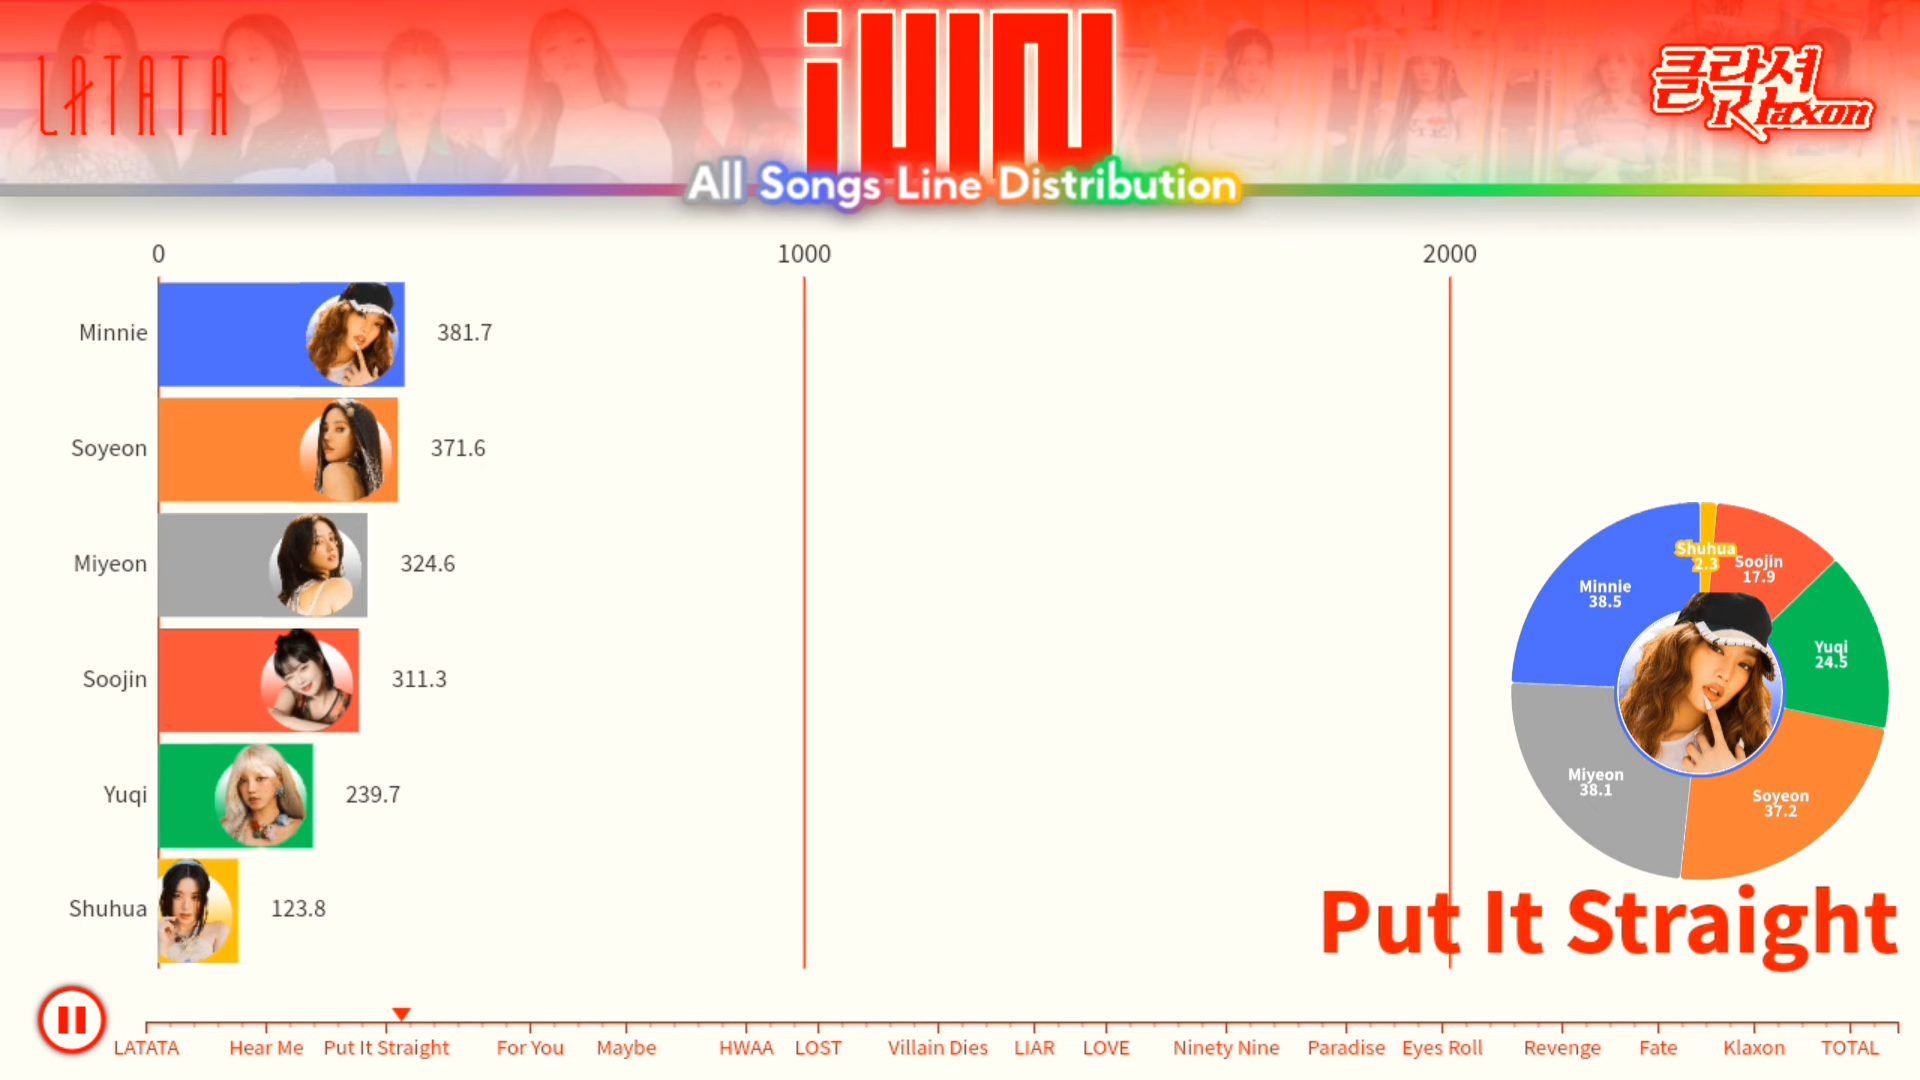 LATATA
클락션
Klaxon
All Songs Line Distribution
0 1000 2000
Minnie 381.7
Soyeon 371.6
Miyeon 324.6
Soojin 311.3
Yuqi 239.7
Shuhua 123.8
Shuhua
2.3
Soojin
17.9
Minnie
38.5
Yuqi
24.5
Miyeon
38.1
Soyeon
37.2
Put It Straight
LATATA Hear Me Put It Straight For You Maybe HWAA LOST Villain Dies LIAR LOVE Ninety Nine Paradise Eyes Roll Revenge Fate Klaxon TOTAL